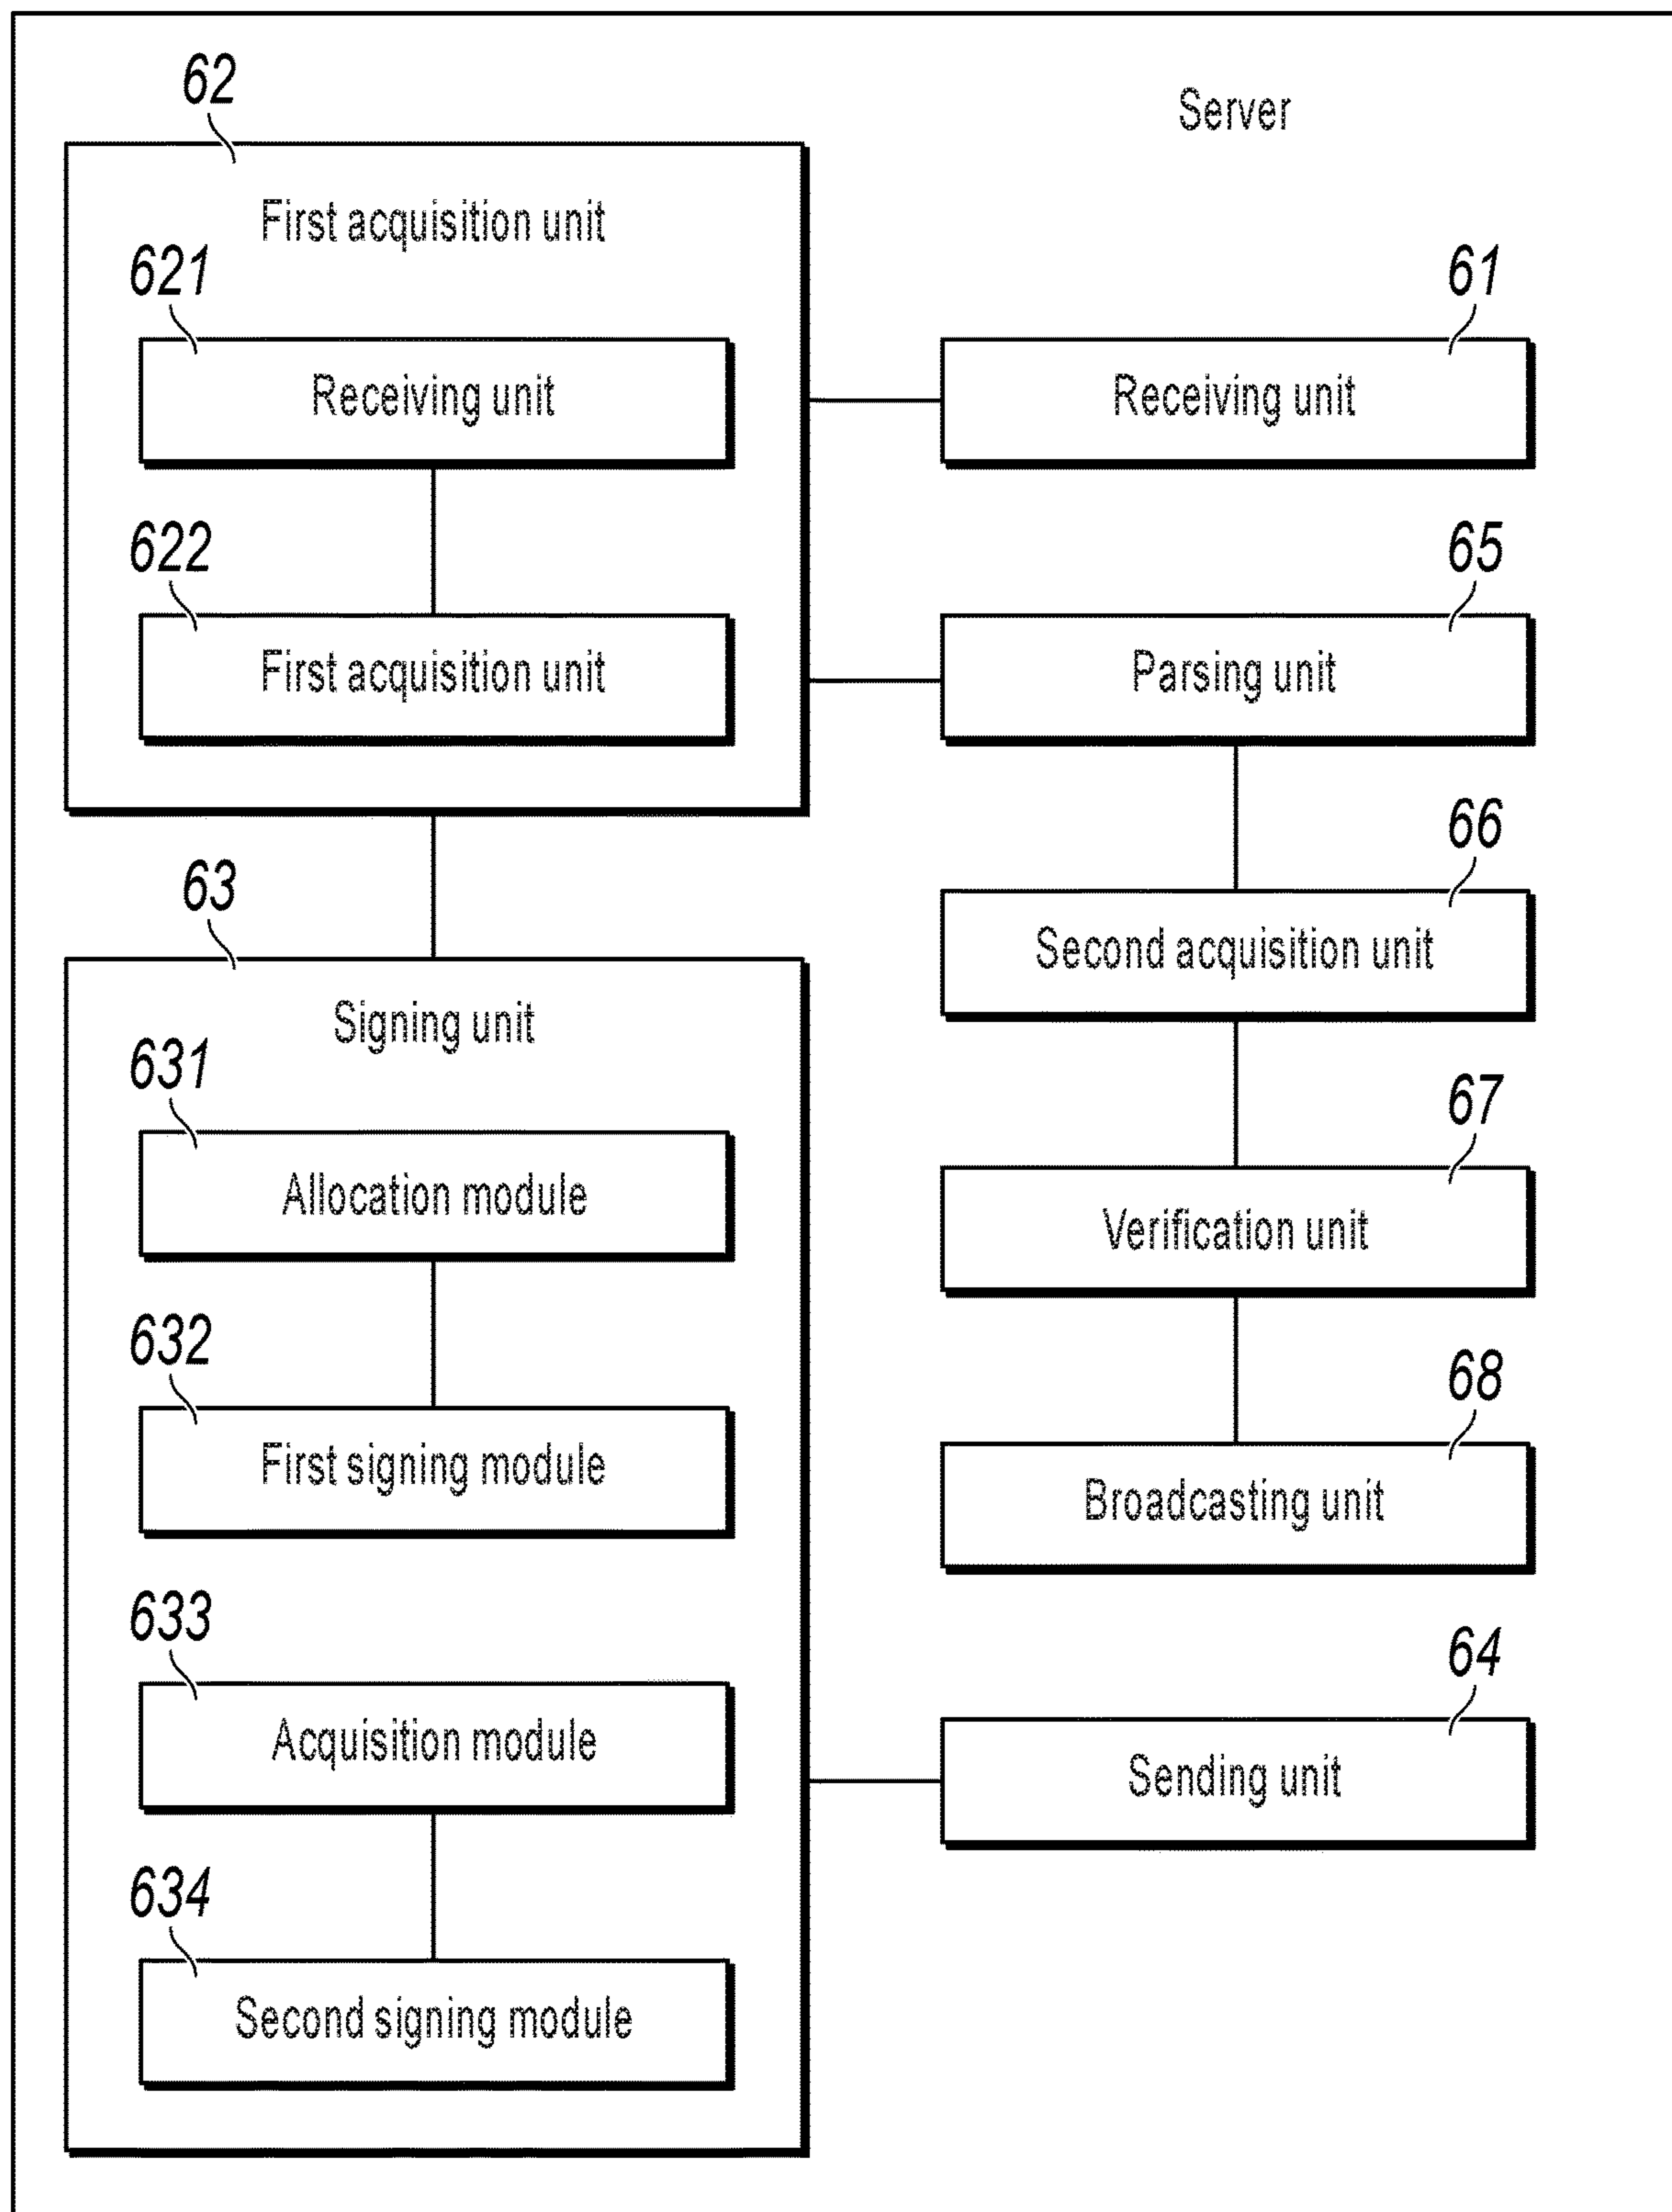 Server
62
First acquisition unit
621
Receiving unit
61
Receiving unit
622
First acquisition unit
65
Parsing unit
66
Second acquisition unit
63
Signing unit
631
Allocation module
67
Verification unit
632
First signing module
68
Broadcasting unit
633
Acquisition module
64
Sending unit
634
Second signing module